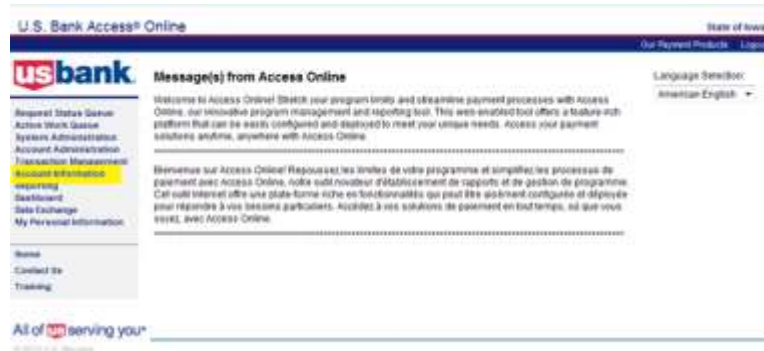 U.S. Bank Access® Online
State of Iowa
Our Payment Products Logout
usbank
Message(s) from Access Online
Language Selection:
American English
Welcome to Access Online! Stretch your program limits and streamline payment processes with Access
Online, our innovative program management and reporting tool. This web-enabled tool offers a feature-rich
platform that can be easily configured and deployed to meet your unique needs. Access your payment
solutions anytime, anywhere with Access Online.
Bienvenue sur Access Online! Repoussez les limites de votre programme et simplifiez les processus de
paiement avec Access Online, notre outil novateur d'établissement de rapports et de gestion de programme.
Cet outil Internet offre une plate-forme riche en fonctionnalités qui peut être aisément configurée et déployée
pour répondre à vos besoins particuliers. Accédez à vos solutions de paiement en tout temps, où que vous
soyez, avec Access Online.
Request Status Queue
Active Work Queue
System Administration
Account Administration
Transaction Management
Account Information
Reporting
Dashboard
Data Exchange
My Personal Information
Home
Contact Us
Training
All of us serving you